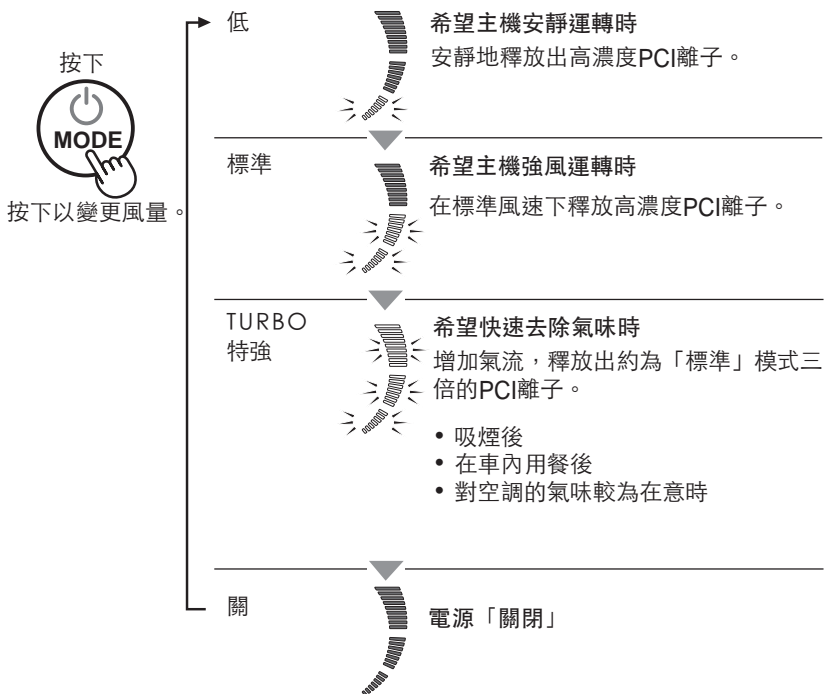 按下
MODE
按下以變更風量。
低
希望主機安靜運轉時
安靜地釋放出高濃度PCI離子。
標準
希望主機強風運轉時
在標準風速下釋放高濃度PCI離子。
TURBO
特強
希望快速去除氣味時
增加氣流，釋放出約為「標準」模式三
倍的PCI離子。
• 吸煙後
• 在車內用餐後
• 對空調的氣味較為在意時
關
電源「關閉」